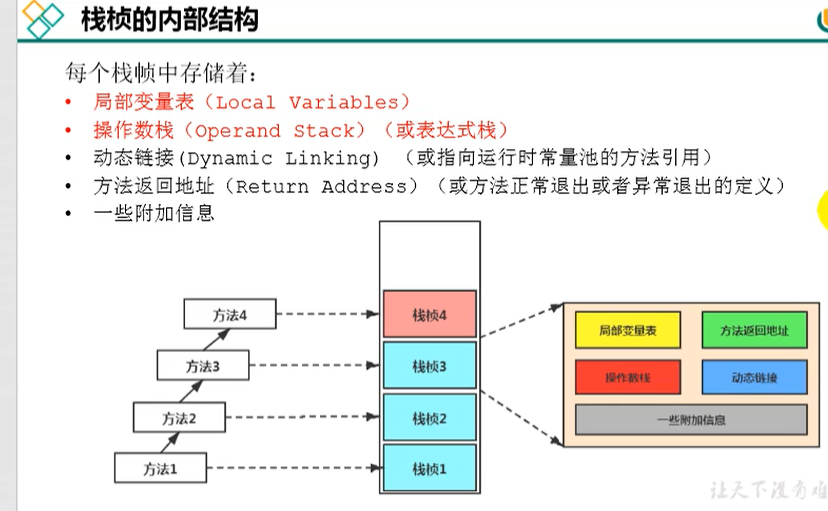 栈桢的内部结构
每个栈帧中存储着：
• 局部变量表（Local Variables）
• 操作数栈（Operand Stack）（或表达式栈）
• 动态链接(Dynamic Linking) （或指向运行时常量池的方法引用）
• 方法返回地址（Return Address）（或方法正常退出或者异常退出的定义）
• 一些附加信息
方法4
栈桢4
方法3
栈桢3
方法2
栈桢2
方法1
栈桢1
局部变量表
方法返回地址
操作数栈
动态链接
一些附加信息
让天下没有难